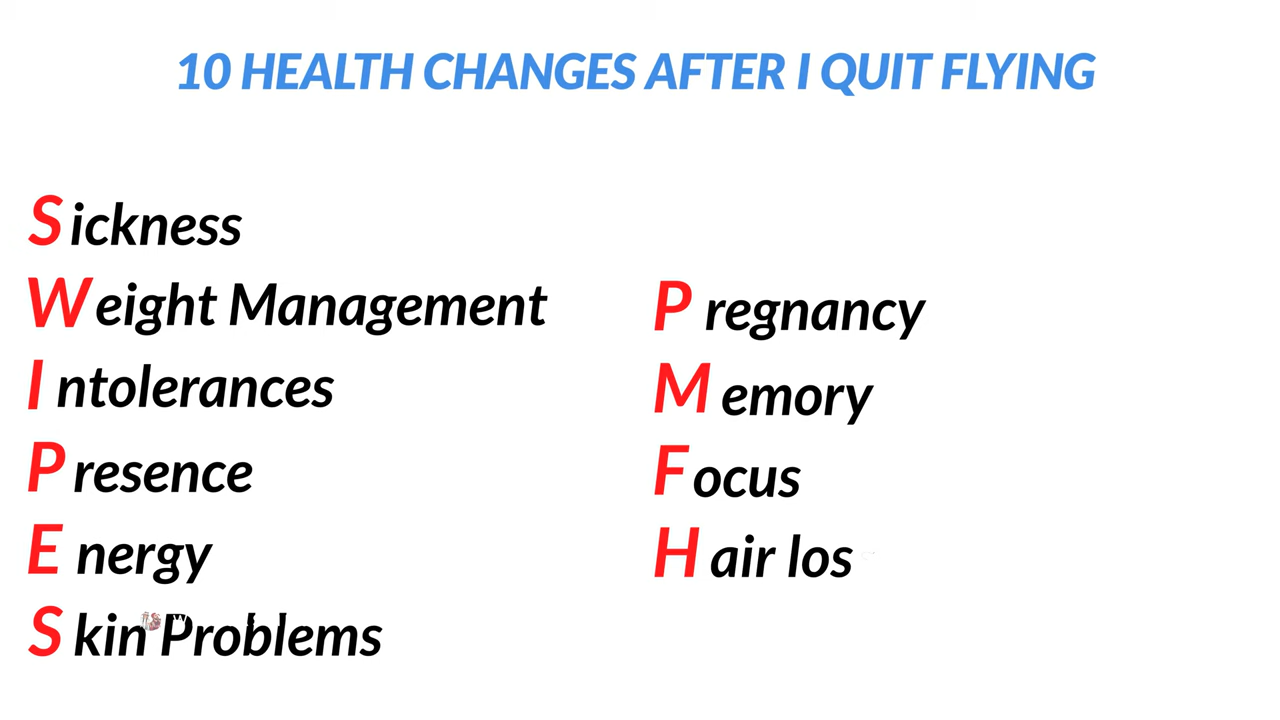 10 HEALTH CHANGES AFTER I QUIT FLYING
Sickness
Weight Management
Intolerances
Presence
Energy
Skin Problems
Pregnancy
Memory
Focus
Hair los